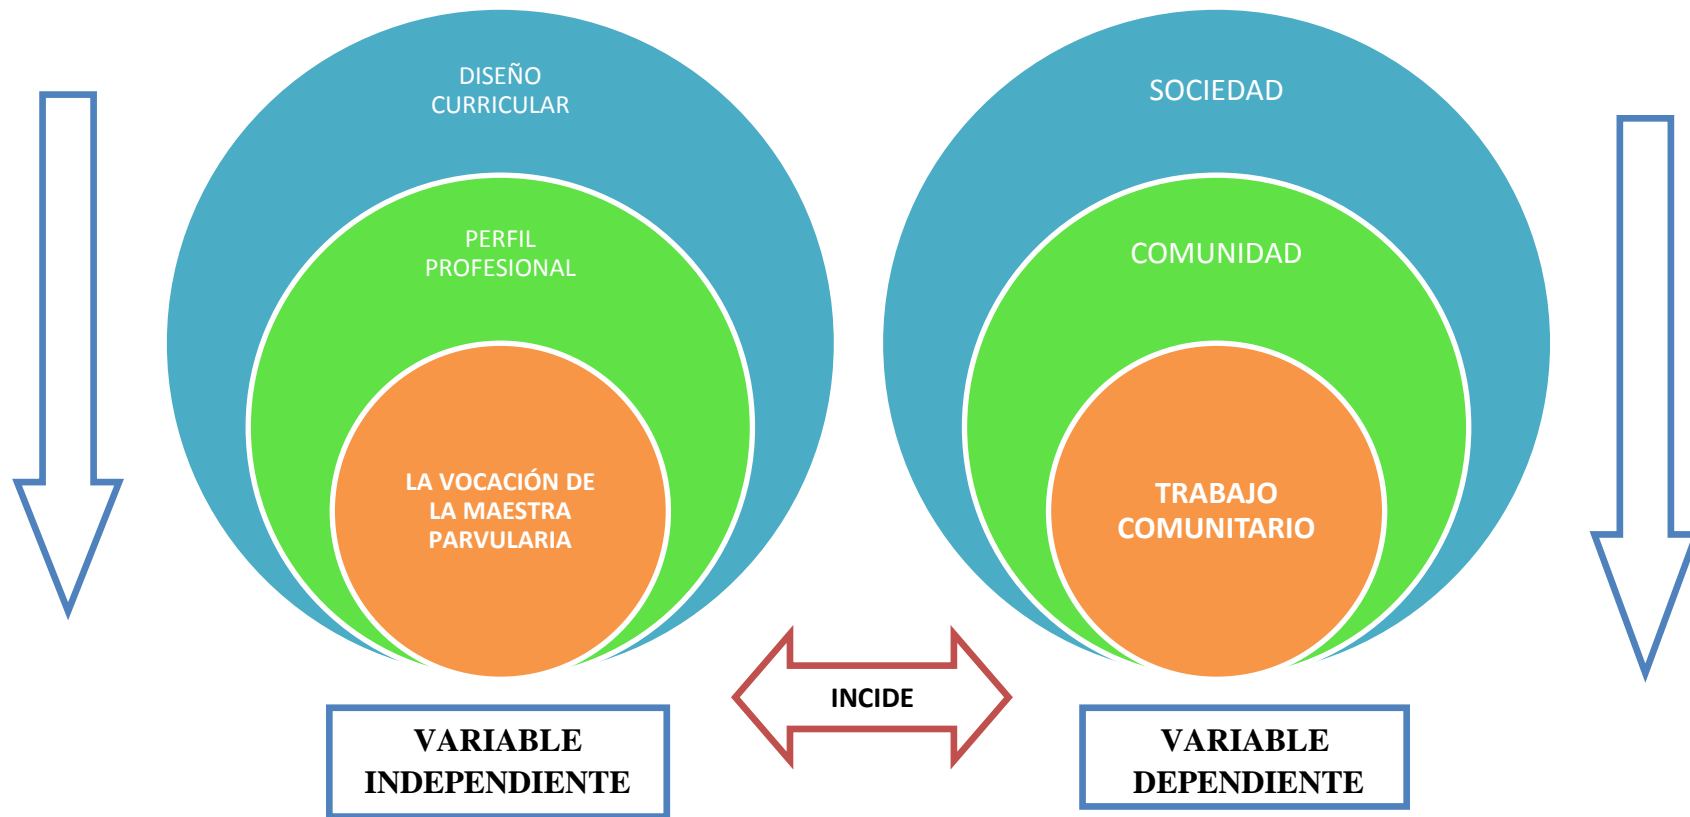 DISEÑO
CURRICULAR
PERFIL
PROFESIONAL
LA VOCACIÓN DE
LA MAESTRA
PARVULARIA
SOCIEDAD
COMUNIDAD
TRABAJO
COMUNITARIO
INCIDE
VARIABLE
INDEPENDIENTE
VARIABLE
DEPENDIENTE